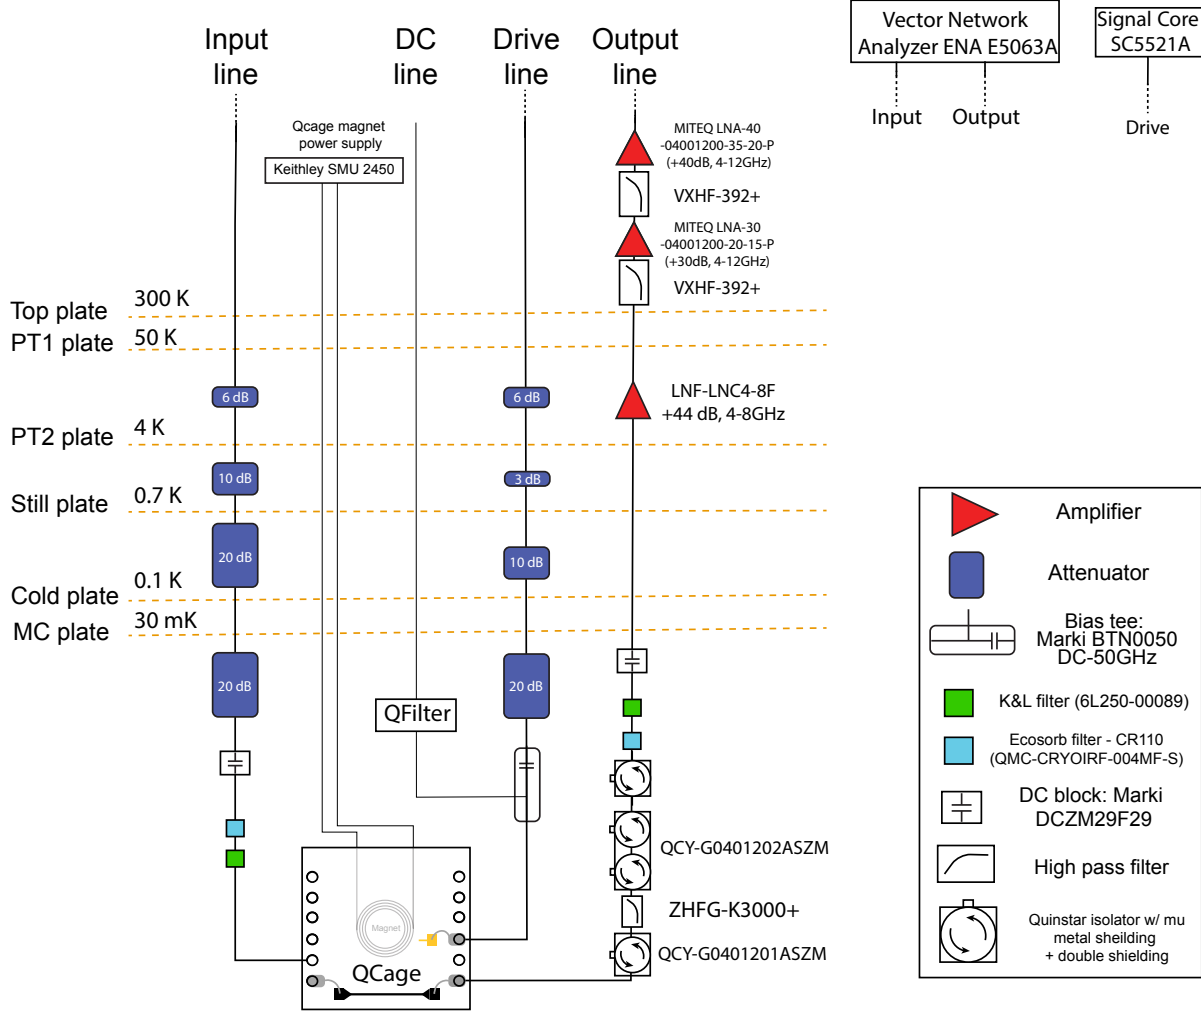 Input
line
DC
line
Drive
line
Output
line
Vector Network
Analyzer ENA E5063A
Input
Output
Signal Core
SC5521A
Drive
Qcage magnet
power supply
Keithley SMU 2450
MITEQ LNA-40
-04001200-35-20-P
(+40dB, 4-12GHz)
VXHF-392+
MITEQ LNA-30
-04001200-20-15-P
(+30dB, 4-12GHz)
VXHF-392+
Top plate
300 K
PT1 plate
50 K
6 dB
6 dB
LNF-LNC4-8F
+44 dB, 4-8GHz
PT2 plate
4 K
10 dB
3 dB
Still plate
0.7 K
20 dB
10 dB
Cold plate
0.1 K
MC plate
30 mK
20 dB
20 dB
QFilter
QCY-G0401202ASZM
ZHFG-K3000+
QCY-G0401201ASZM
Magnet
QCage
Amplifier
Attenuator
Bias tee:
Marki BTN0050
DC-50GHz
K&L filter (6L250-00089)
Ecosorb filter - CR110
(QMC-CRYOIRF-004MF-S)
DC block: Marki
DCZM29F29
High pass filter
Quinstar isolator w/ mu
metal sheilding
+ double shielding